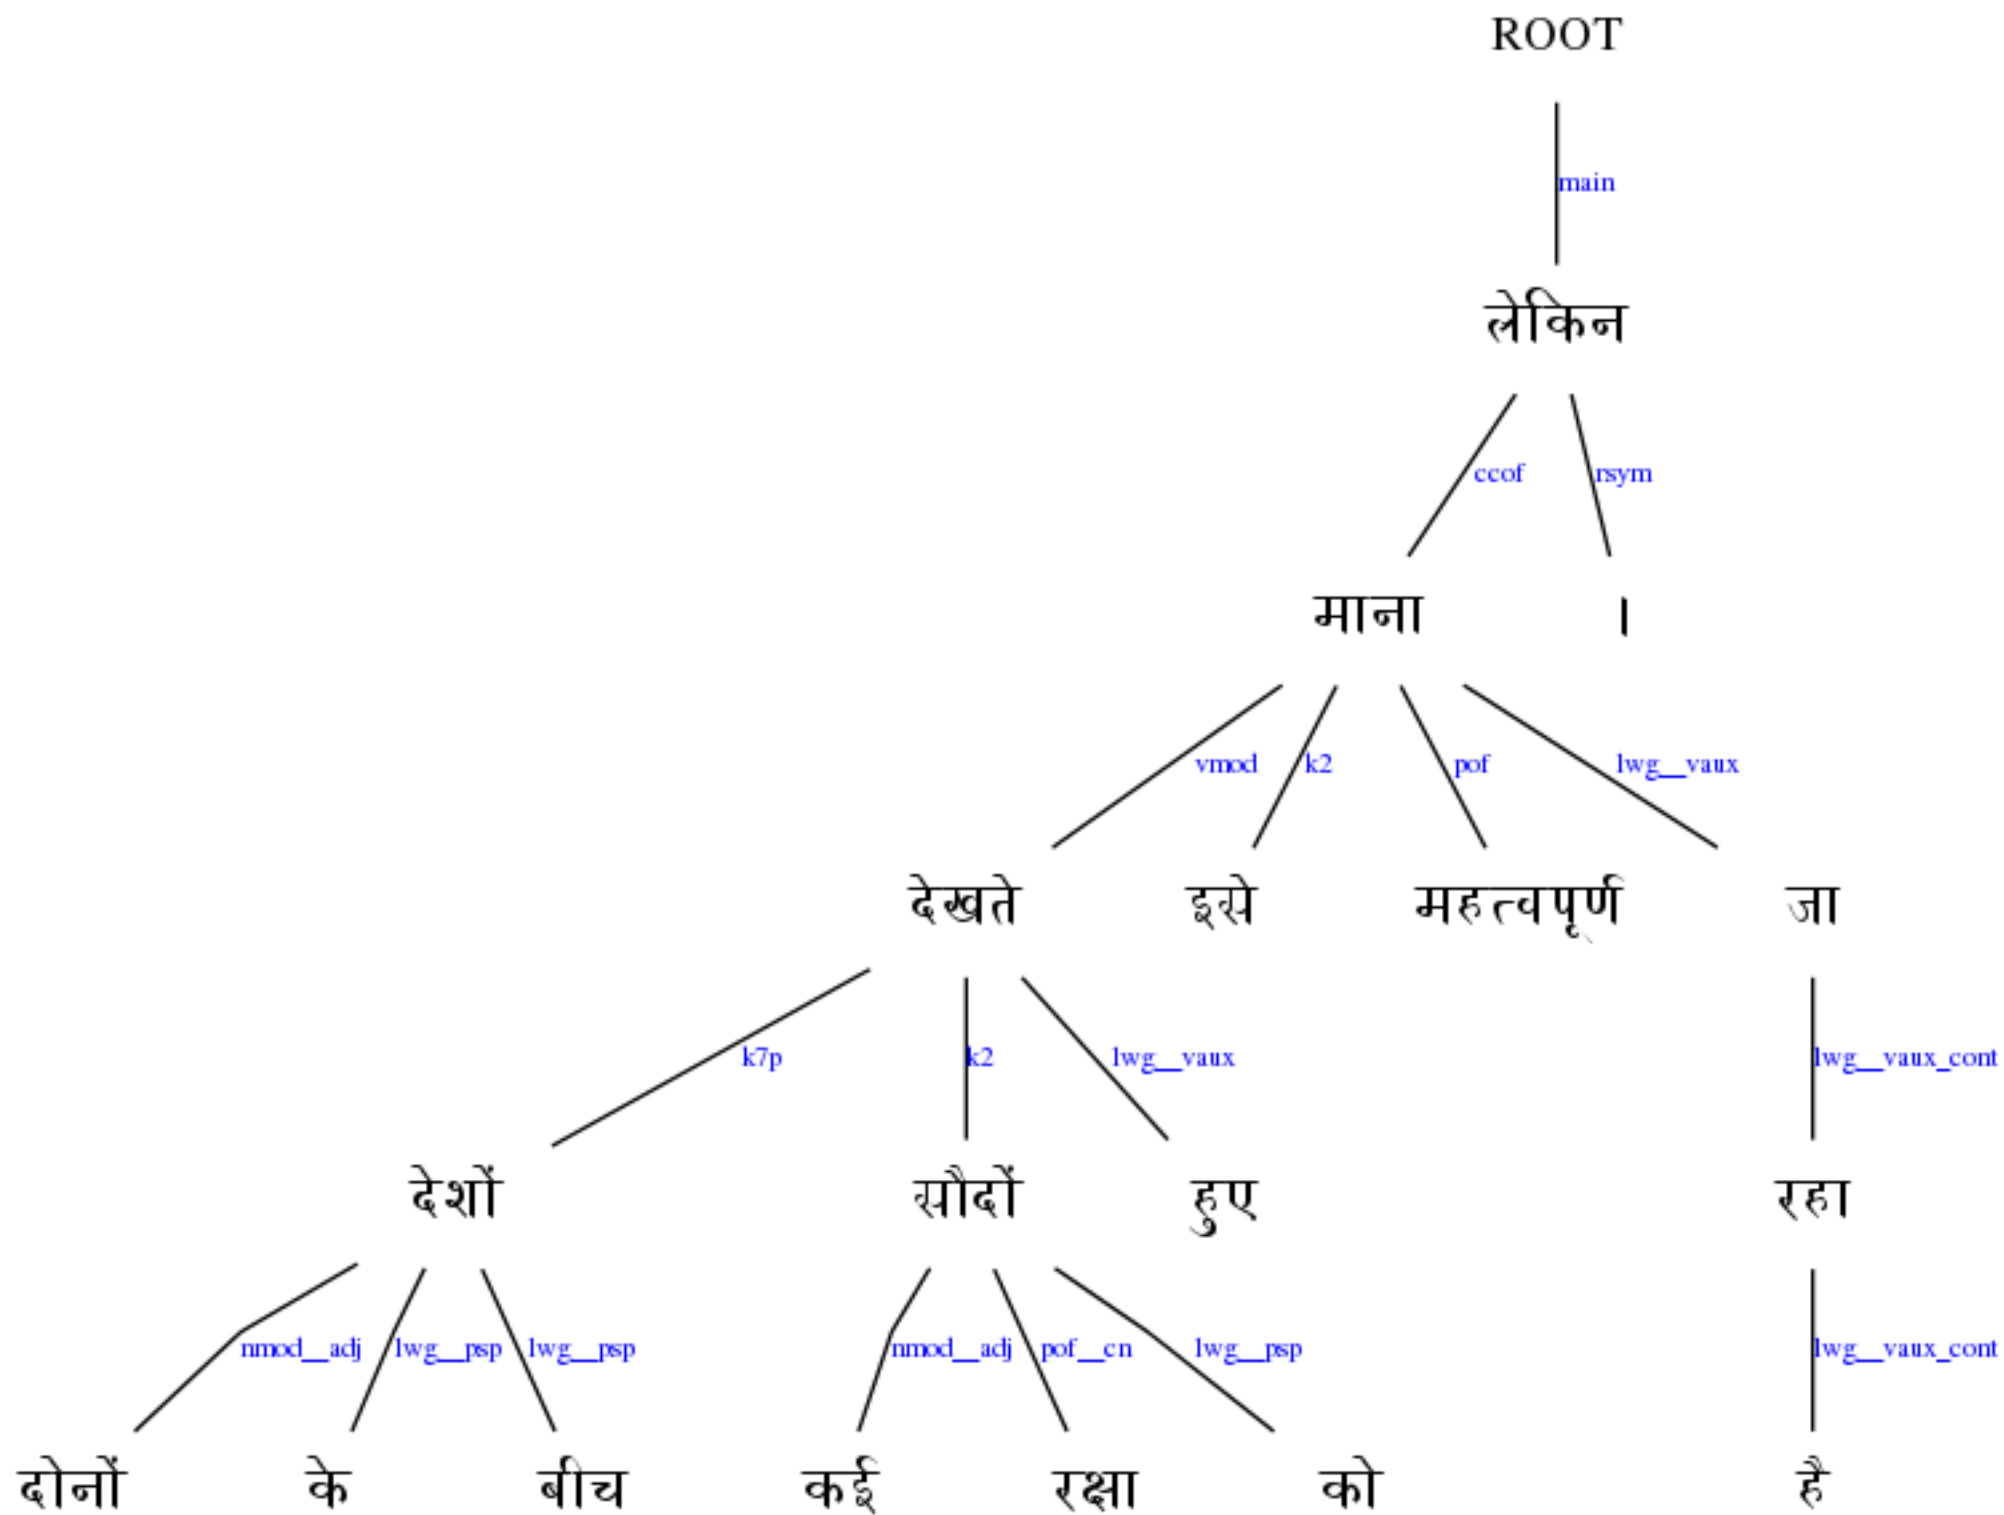 ROOT
main
लेकिन
ccof rsym
माना ।
vmod k2 pof lwg__vaux
देखते इसे महत्वपूर्ण जा
k7p k2 lwg__vaux lwg__vaux_cont
देशों सौदों हुए रहा
nmod__adj lwg__psp lwg__psp nmod__adj pof__cn lwg__psp lwg__vaux_cont
दोनों के बीच कई रक्षा को है